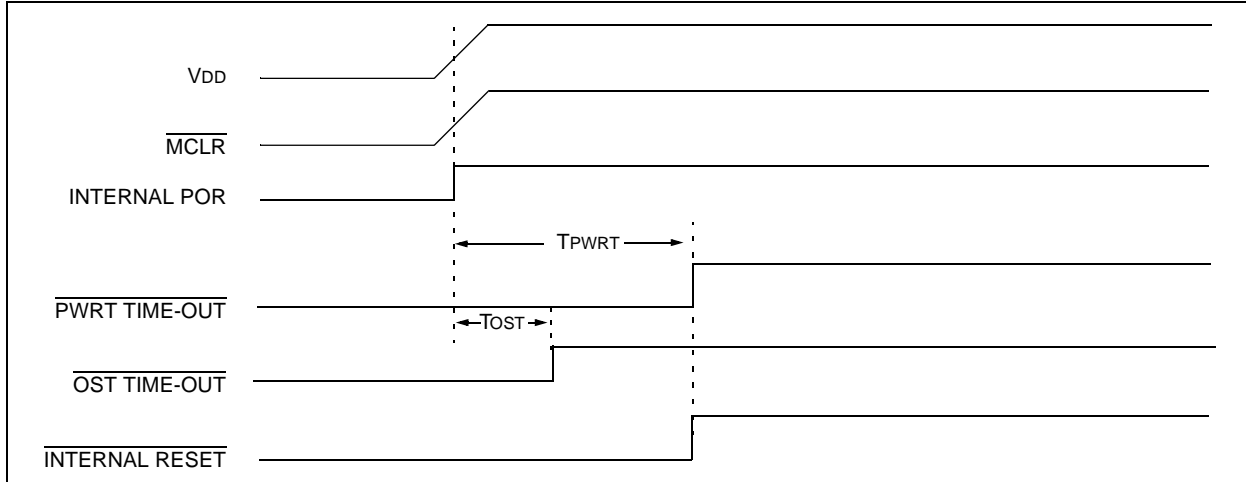 VDD
MCLR
INTERNAL POR
TPWRT
PWRT TIME-OUT
TOST
OST TIME-OUT
INTERNAL RESET